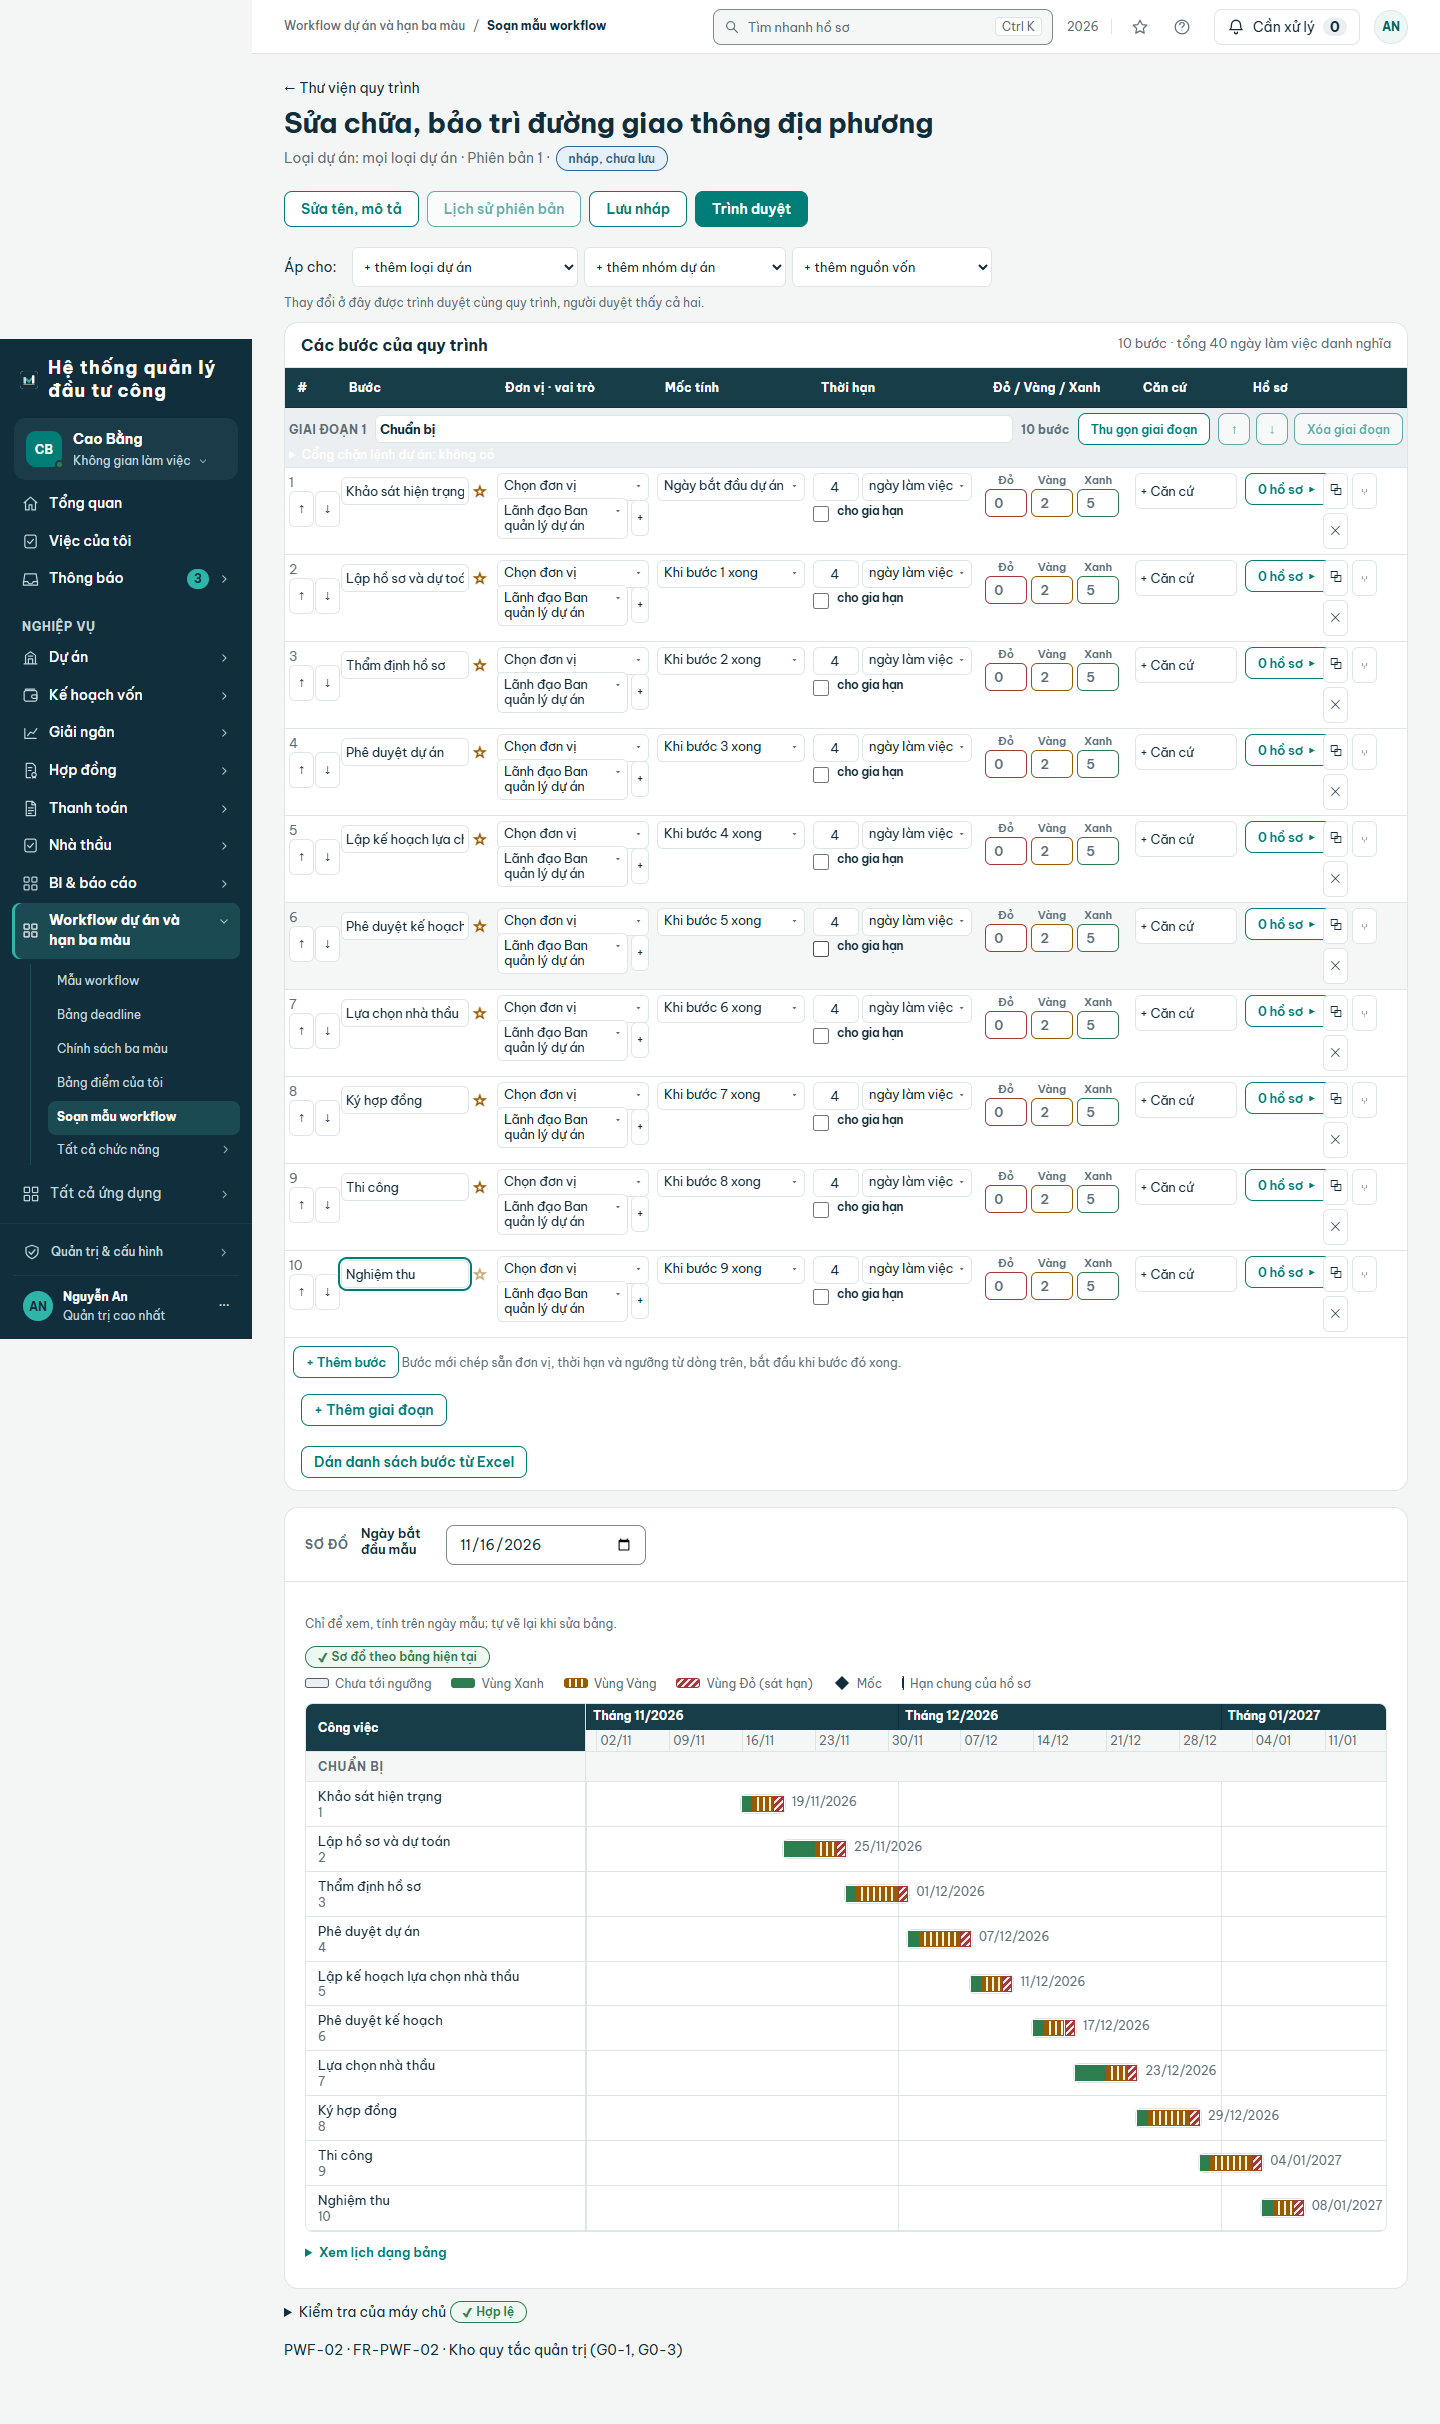 Workflow dự án và hạn ba màu / Soạn mẫu workflow
Tìm nhanh hồ sơ Ctrl K 2026 Cần xử lý 0 AN
← Thư viện quy trình
Sửa chữa, bảo trì đường giao thông địa phương
Loại dự án: mọi loại dự án · Phiên bản 1 · nháp, chưa lưu
Sửa tên, mô tả Lịch sử phiên bản Lưu nháp Trình duyệt
Áp cho: + thêm loại dự án + thêm nhóm dự án + thêm nguồn vốn
Thay đổi ở đây được trình duyệt cùng quy trình, người duyệt thấy cả hai.
Hệ thống quản lý
đầu tư công
CB Cao Bằng
Không gian làm việc
Tổng quan
Việc của tôi
Thông báo 3
NGHIỆP VỤ
Dự án
Kế hoạch vốn
Giải ngân
Hợp đồng
Thanh toán
Nhà thầu
BI & báo cáo
Workflow dự án và
hạn ba màu
Mẫu workflow
Bảng deadline
Chính sách ba màu
Bảng điểm của tôi
Soạn mẫu workflow
Tất cả chức năng
Tất cả ứng dụng
Quản trị & cấu hình
AN Nguyễn An
Quản trị cao nhất
Các bước của quy trình 10 bước · tổng 40 ngày làm việc danh nghĩa
# Bước Đơn vị · vai trò Mốc tính Thời hạn Đỏ / Vàng / Xanh Căn cứ Hồ sơ
GIAI ĐOẠN 1 Chuẩn bị 10 bước Thu gọn giai đoạn ↑ ↓ Xóa giai đoạn
▸ Cổng chặn lệnh dự án: không có
1 Khảo sát hiện trạng Chọn đơn vị Ngày bắt đầu dự án 4 ngày làm việc Đỏ Vàng Xanh + Căn cứ 0 hồ sơ ▸
↑ ↓ Lãnh đạo Ban quản lý dự án + cho gia hạn 0 2 5
2 Lập hồ sơ và dự toá Chọn đơn vị Khi bước 1 xong 4 ngày làm việc Đỏ Vàng Xanh + Căn cứ 0 hồ sơ ▸
↑ ↓ Lãnh đạo Ban quản lý dự án + cho gia hạn 0 2 5
3 Thẩm định hồ sơ Chọn đơn vị Khi bước 2 xong 4 ngày làm việc Đỏ Vàng Xanh + Căn cứ 0 hồ sơ ▸
↑ ↓ Lãnh đạo Ban quản lý dự án + cho gia hạn 0 2 5
4 Phê duyệt dự án Chọn đơn vị Khi bước 3 xong 4 ngày làm việc Đỏ Vàng Xanh + Căn cứ 0 hồ sơ ▸
↑ ↓ Lãnh đạo Ban quản lý dự án + cho gia hạn 0 2 5
5 Lập kế hoạch lựa ch Chọn đơn vị Khi bước 4 xong 4 ngày làm việc Đỏ Vàng Xanh + Căn cứ 0 hồ sơ ▸
↑ ↓ Lãnh đạo Ban quản lý dự án + cho gia hạn 0 2 5
6 Phê duyệt kế hoạch Chọn đơn vị Khi bước 5 xong 4 ngày làm việc Đỏ Vàng Xanh + Căn cứ 0 hồ sơ ▸
↑ ↓ Lãnh đạo Ban quản lý dự án + cho gia hạn 0 2 5
7 Lựa chọn nhà thầu Chọn đơn vị Khi bước 6 xong 4 ngày làm việc Đỏ Vàng Xanh + Căn cứ 0 hồ sơ ▸
↑ ↓ Lãnh đạo Ban quản lý dự án + cho gia hạn 0 2 5
8 Ký hợp đồng Chọn đơn vị Khi bước 7 xong 4 ngày làm việc Đỏ Vàng Xanh + Căn cứ 0 hồ sơ ▸
↑ ↓ Lãnh đạo Ban quản lý dự án + cho gia hạn 0 2 5
9 Thi công Chọn đơn vị Khi bước 8 xong 4 ngày làm việc Đỏ Vàng Xanh + Căn cứ 0 hồ sơ ▸
↑ ↓ Lãnh đạo Ban quản lý dự án + cho gia hạn 0 2 5
10 Nghiệm thu Chọn đơn vị Khi bước 9 xong 4 ngày làm việc Đỏ Vàng Xanh + Căn cứ 0 hồ sơ ▸
↑ ↓ Lãnh đạo Ban quản lý dự án + cho gia hạn 0 2 5
+ Thêm bước Bước mới chép sẵn đơn vị, thời hạn và ngưỡng từ dòng trên, bắt đầu khi bước đó xong.
+ Thêm giai đoạn
Dán danh sách bước từ Excel
SƠ ĐỒ Ngày bắt đầu mẫu 11/16/2026
Chỉ để xem, tính trên ngày mẫu; tự vẽ lại khi sửa bảng.
✓ Sơ đồ theo bảng hiện tại
Chưa tới ngưỡng Vùng Xanh Vùng Vàng Vùng Đỏ (sát hạn) Mốc Hạn chung của hồ sơ
Công việc Tháng 11/2026 Tháng 12/2026 Tháng 01/2027
02/11 09/11 16/11 23/11 30/11 07/12 14/12 21/12 28/12 04/01 11/01
CHUẨN BỊ
Khảo sát hiện trạng 19/11/2026
1
Lập hồ sơ và dự toán 25/11/2026
2
Thẩm định hồ sơ 01/12/2026
3
Phê duyệt dự án 07/12/2026
4
Lập kế hoạch lựa chọn nhà thầu 11/12/2026
5
Phê duyệt kế hoạch 17/12/2026
6
Lựa chọn nhà thầu 23/12/2026
7
Ký hợp đồng 29/12/2026
8
Thi công 04/01/2027
9
Nghiệm thu 08/01/2027
10
▸ Xem lịch dạng bảng
▸ Kiểm tra của máy chủ ✓ Hợp lệ
PWF-02 · FR-PWF-02 · Kho quy tắc quản trị (G0-1, G0-3)